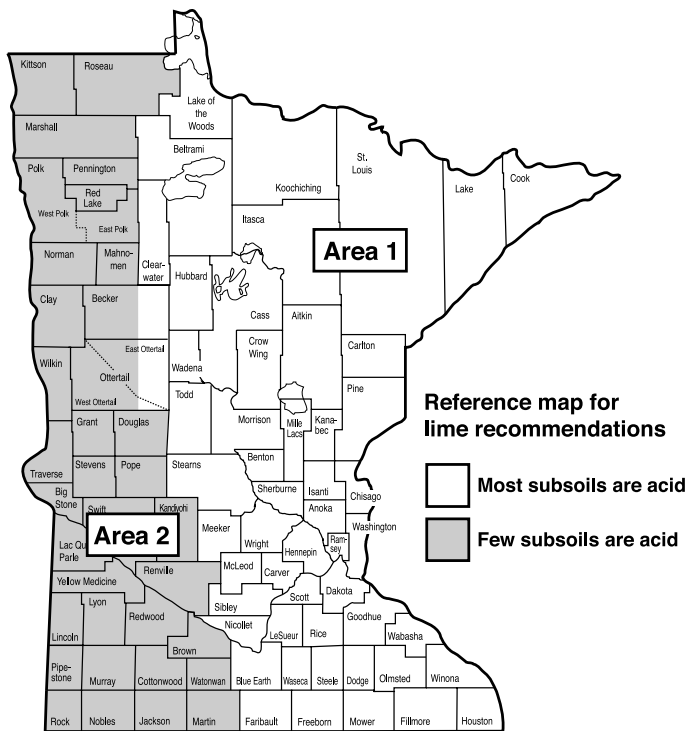 Kittson
Roseau
Lake of
the
Woods
Marshall
Beltrami
St.
Louis
Polk
Pennington
Red
Lake
Koochiching
Lake
Cook
West Polk
East Polk
Itasca
Area 1
Norman
Mahno-
men
Clear-
water
Hubbard
Clay
Becker
Cass
Aitkin
Crow
Wing
Carlton
East Ottertail
Wilkin
Ottertail
Wadena
Pine
West Ottertail
Todd
Grant
Douglas
Morrison
Mille
Lacs
Kana-
bec
Reference map for
lime recommendations
Traverse
Stevens
Pope
Stearns
Benton
Most subsoils are acid
Big
Stone
Swift
Kandiyohi
Sherburne
Isanti
Chisago
Anoka
Washington
Few subsoils are acid
Area 2
Meeker
Wright
Hennepin
Ram-
sey
Lac Qu
Parle
Renville
McLeod
Carver
Yellow Medicine
Scott
Dakota
Lyon
Sibley
Goodhue
Redwood
Nicollet
LeSueur
Rice
Wabasha
Lincoln
Brown
Pipe-
stone
Murray
Cottonwood
Watonwan
Blue Earth
Waseca
Steele
Dodge
Olmsted
Winona
Rock
Nobles
Jackson
Martin
Faribault
Freeborn
Mower
Fillmore
Houston